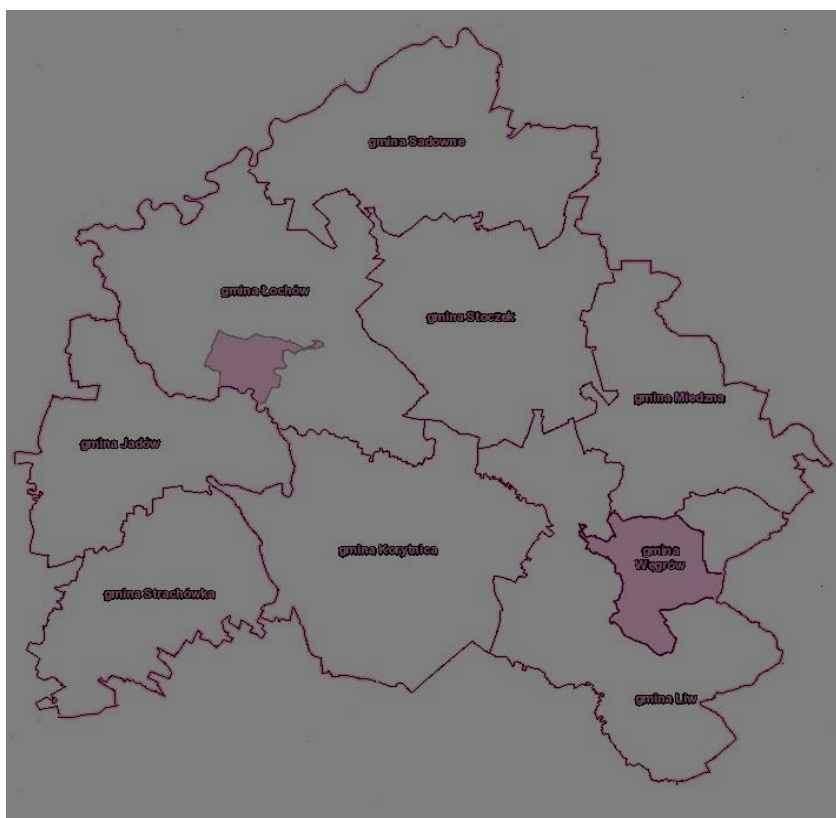 gmina Sadowne
gmina Łochów
gmina Stoczek
gmina Miedzna
gmina Jadów
gmina Korytnica
gmina
Węgrów
gmina Strachówka
gmina Liw